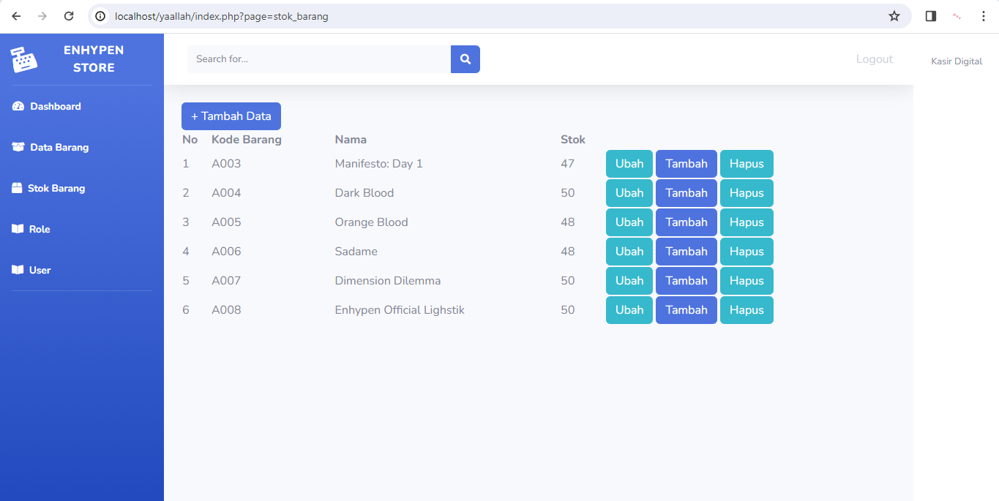 localhost/yaallah/index.php?page=stok_barang
ENHYPEN
STORE
Dashboard
Data Barang
Stok Barang
Role
User
Search for...
Logout
Kasir Digital
+ Tambah Data
No Kode Barang Nama Stok
1 A003 Manifesto: Day 1 47 Ubah Tambah Hapus
2 A004 Dark Blood 50 Ubah Tambah Hapus
3 A005 Orange Blood 48 Ubah Tambah Hapus
4 A006 Sadame 48 Ubah Tambah Hapus
5 A007 Dimension Dilemma 50 Ubah Tambah Hapus
6 A008 Enhypen Official Lighstik 50 Ubah Tambah Hapus